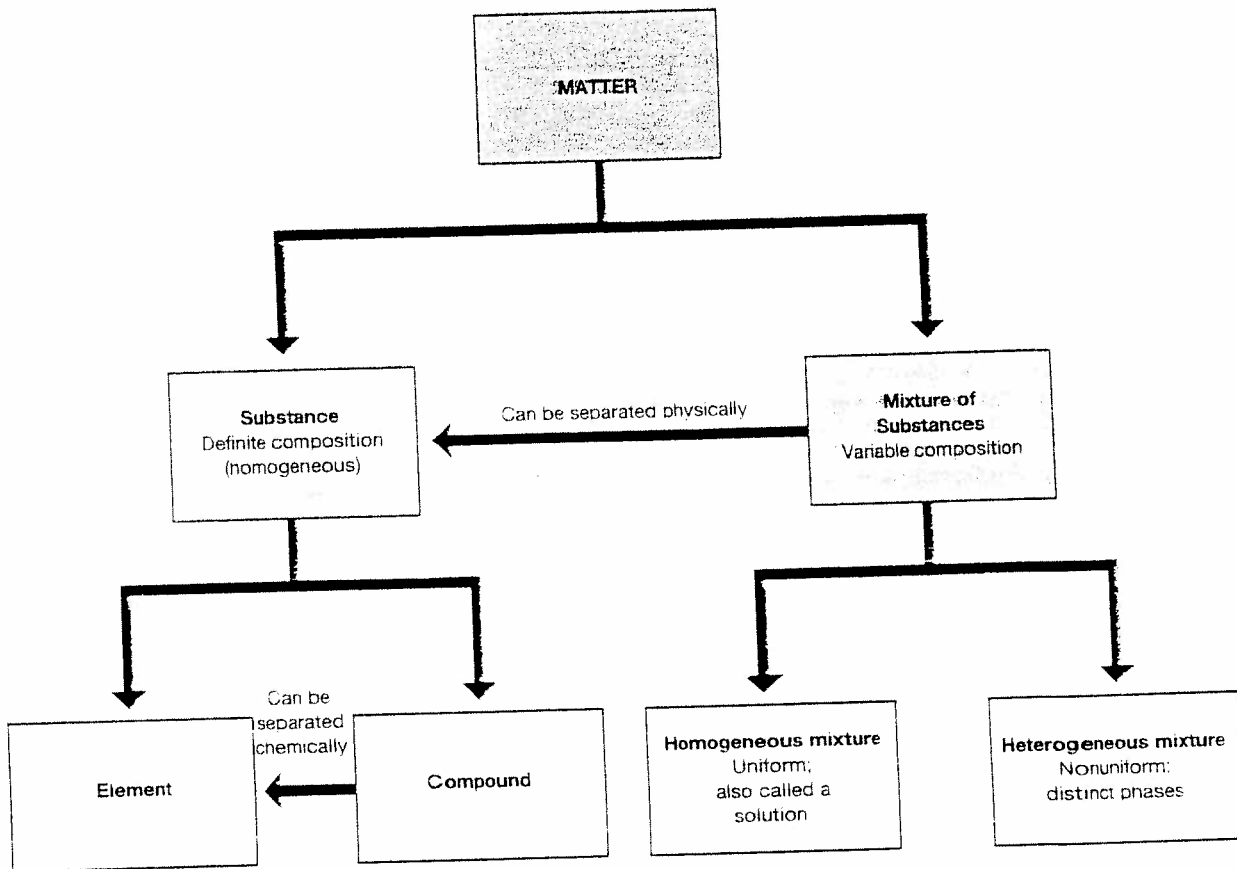 MATTER
Substance
Definite composition
(homogeneous)
Can be separated physically
Mixture of
Substances
Variable composition
Can be
separated
chemically
Element
Compound
Homogeneous mixture
Uniform;
also called a
solution
Heterogeneous mixture
Nonuniform;
distinct phases